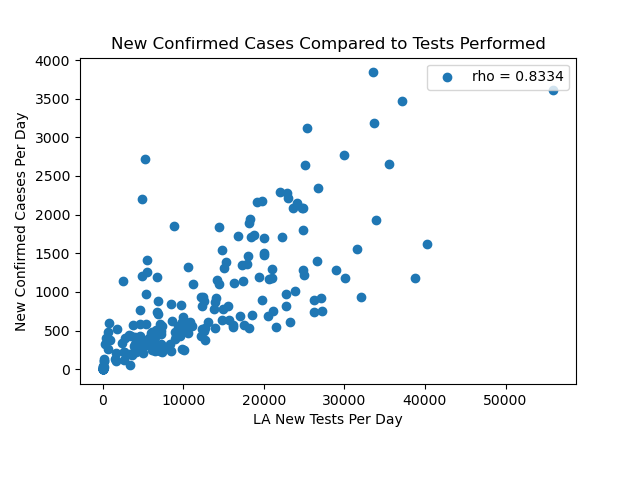 New Confirmed Cases Compared to Tests Performed
rho = 0.8334
New Confirmed Caeses Per Day
4000
3500
3000
2500
2000
1500
1000
500
0
0 10000 20000 30000 40000 50000
LA New Tests Per Day